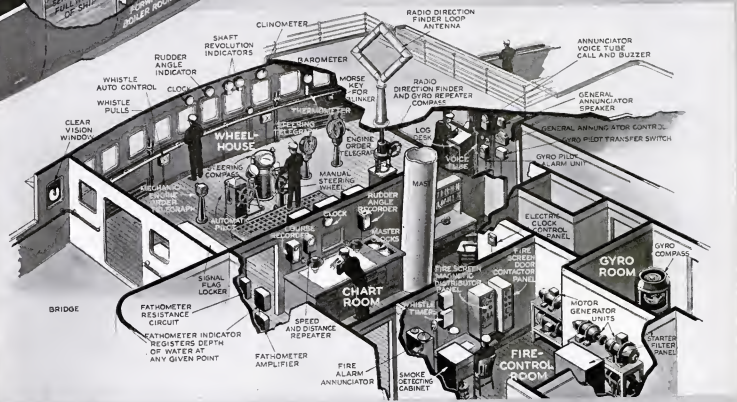 FULL
OF SHI
FORW
BOILER ROO
CLINOMETER
RADIO DIRECTION
FINDER LOOP
ANTENNA
SHAFT
REVOLUTION
INDICATORS
RUDDER
ANGLE
INDICATOR
BAROMETER
ANNUNCIATOR
VOICE TUBE
CALL AND BUZZER
WHISTLE
AUTO CONTROL
CLOCK
MORSE
KEY
FOR
BLINKER
RADIO
DIRECTION FINDER
AND GYRO REPEATER
COMPASS
WHISTLE
PULLS
THERMOMETER
GENERAL
ANNUNCIATOR
SPEAKER
CLEAR
VISION
WINDOW
STEERING
TELEGRAPH
LOG
DESK
GENERAL ANNUNCIATOR CONTROL
WHEEL-
HOUSE
ENGINE
ORDER
TELEGRAPH
VOICE
TUBE
GYRO PILOT TRANSFER SWITCH
GYRO PILOT
ALARM UNIT
STEERING
COMPASS
MANUAL
STEERING
WHEEL
MAST
MECHANICAL
ENGINE
ORDER
TELEGRAPH
AUTOMATIC
PILOT
RUDDER
ANGLE
RECORDER
CLOCK
COURSE
RECORDER
MASTER
CLOCKS
ELECTRIC
CLOCK
CONTROL
PANEL
FIRE
SCREEN
DOOR
CONTACTOR
PANEL
GYRO
ROOM
GYRO
COMPASS
SIGNAL
FLAG
LOCKER
FIRE SCREEN
MAGNETIC
DISTRIBUTOR
PANEL
BRIDGE
CHART
ROOM
WHISTLE
TIMER
MOTOR
GENERATOR
UNITS
FATHOMETER
RESISTANCE
CIRCUIT
SPEED
AND DISTANCE
REPEATER
STARTER
FILTER
PANEL
FATHOMETER INDICATOR
REGISTERS DEPTH
OF WATER AT
ANY GIVEN POINT
FATHOMETER
AMPLIFIER
FIRE
ALARM
ANNUNCIATOR
SMOKE
DETECTING
CABINET
FIRE-
CONTROL
ROOM